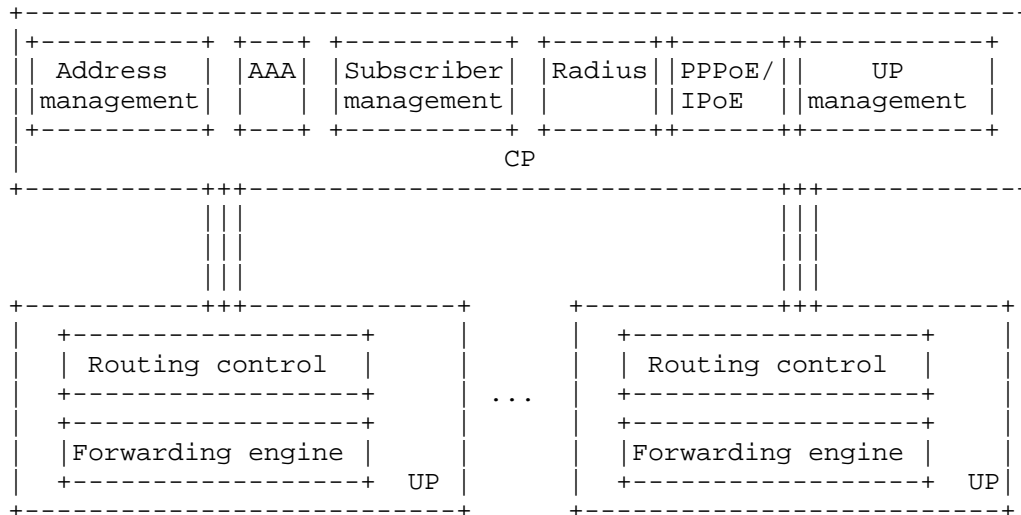 Address AAA Subscriber Radius PPPoE/ UP
management management IPoE management
CP
Routing control Routing control
...
Forwarding engine Forwarding engine
UP UP